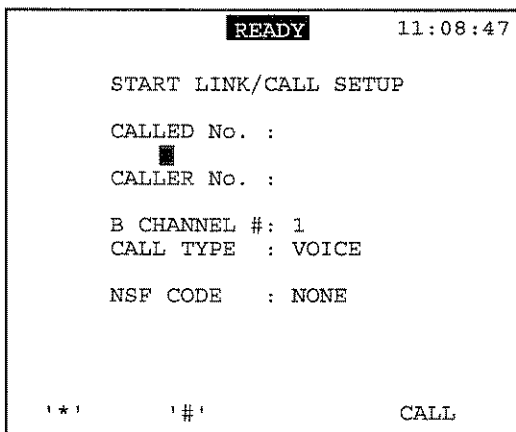 READY 11:08:47
START LINK/CALL SETUP
CALLED No. :
CALLER No. :
B CHANNEL #: 1
CALL TYPE : VOICE
NSF CODE : NONE
'*' '#' CALL